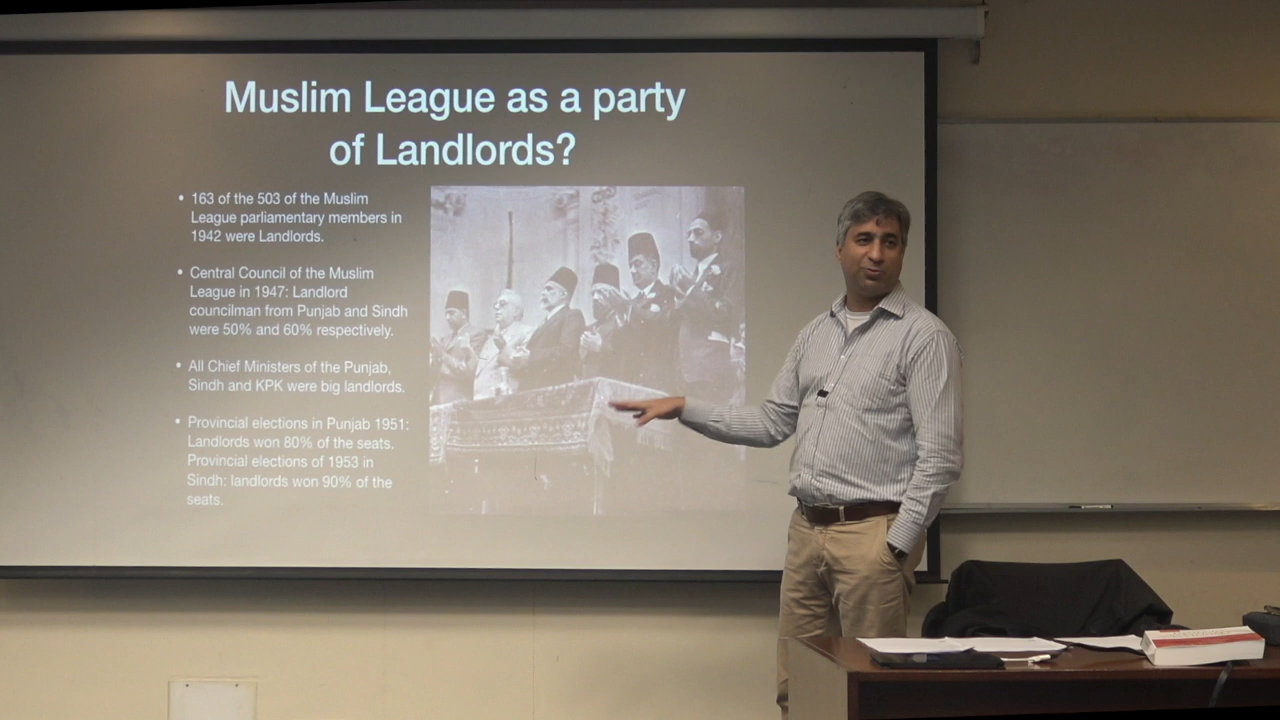 Muslim League as a party
of Landlords?
• 163 of the 503 of the Muslim
League parliamentary members in
1942 were Landlords.
• Central Council of the Muslim
League in 1947: Landlord
councilman from Punjab and Sindh
were 50% and 60% respectively.
• All Chief Ministers of the Punjab,
Sindh and KPK were big landlords.
• Provincial elections in Punjab 1951:
Landlords won 80% of the seats.
Provincial elections of 1953 in
Sindh: landlords won 90% of the
seats.